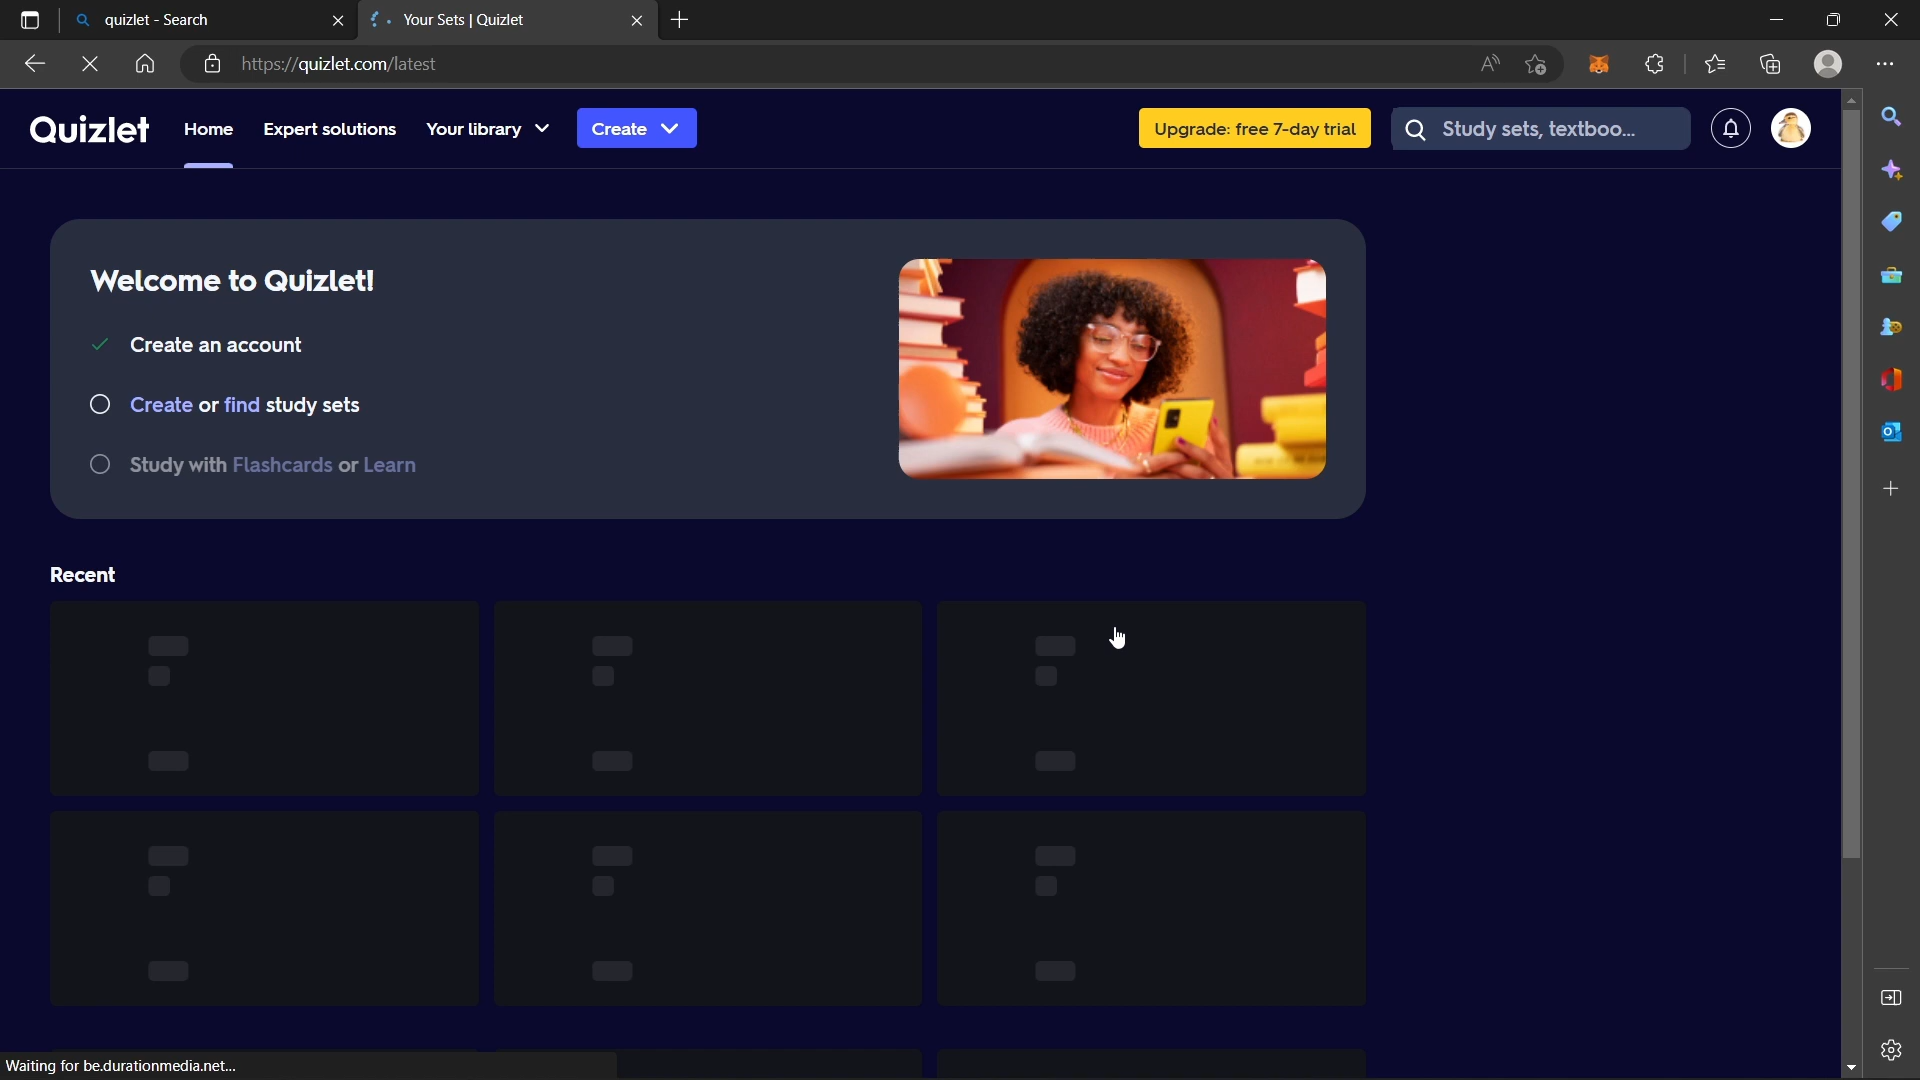 quizlet - Search
Your Sets | Quizlet
https://quizlet.com/latest
Quizlet
Home
Expert solutions
Your library
Create
Upgrade: free 7-day trial
Study sets, textboo...
Welcome to Quizlet!
Create an account
Create or find study sets
Study with Flashcards or Learn
Recent
Waiting for be.durationmedia.net...